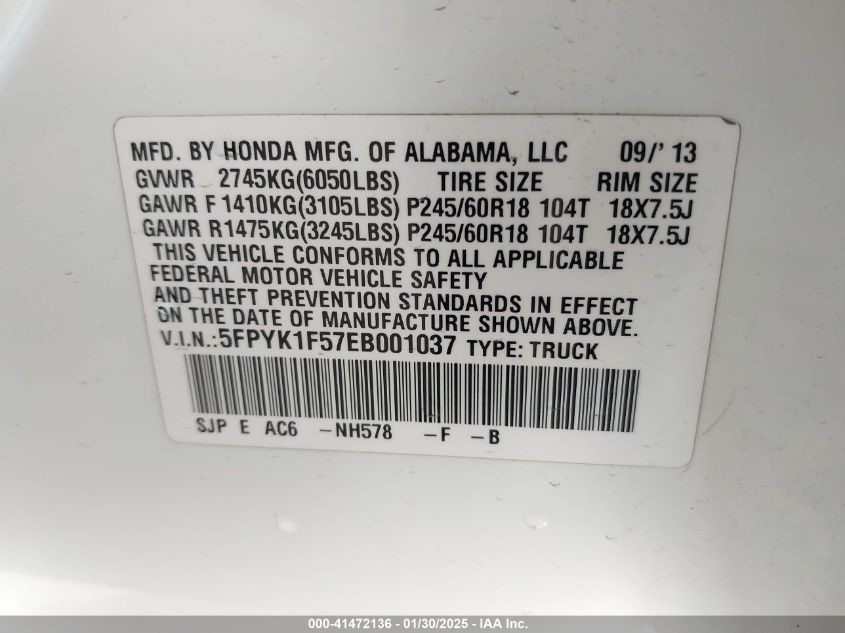 MFD. BY HONDA MFG. OF ALABAMA, LLC 09/' 13
GVWR 2745KG(6050LBS) TIRE SIZE RIM SIZE
GAWR F 1410KG(3105LBS) P245/60R18 104T 18X7.5J
GAWR R1475KG(3245LBS) P245/60R18 104T 18X7.5J
THIS VEHICLE CONFORMS TO ALL APPLICABLE
FEDERAL MOTOR VEHICLE SAFETY
AND THEFT PREVENTION STANDARDS IN EFFECT
ON THE DATE OF MANUFACTURE SHOWN ABOVE.
V.I.N.:5FPYK1F57EB001037 TYPE: TRUCK
SJP E AC6 -NH578 -F -B
000-41472136 - 01/30/2025 - IAA Inc.